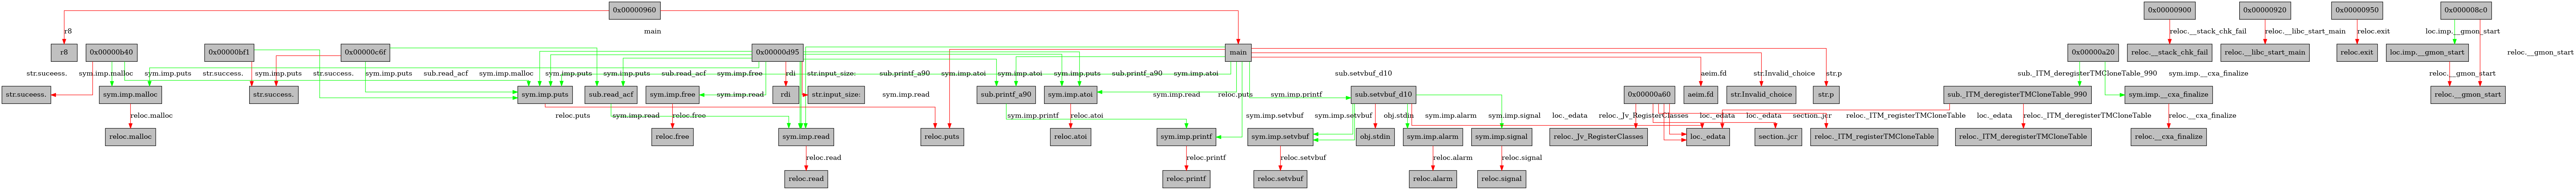 0x00000960
0x00000900
0x00000920
0x00000950
0x000008c0
r8
main
reloc.__stack_chk_fail
reloc.__libc_start_main
reloc.exit
loc.imp.__gmon_start
r8
0x00000b40
0x00000bf1
0x00000c6f
0x00000d95
main
0x00000a20
reloc.__stack_chk_fail
reloc.__libc_start_main
reloc.exit
loc.imp.__gmon_start
reloc.__gmon_start
str.suceess.
sym.imp.malloc
sym.imp.puts
str.success.
sym.imp.puts
str.success.
sym.imp.puts
sub.read_acf
sym.imp.malloc
sym.imp.puts
sym.imp.puts
sub.read_acf
sym.imp.free
rdi
str.input_size:
sub.printf_a90
sym.imp.atoi
sym.imp.atoi
sym.imp.puts
sub.printf_a90
sym.imp.atoi
sub.setvbuf_d10
aeim.fd
str.Invalid_choice
str.p
sub._ITM_deregisterTMCloneTable_990
sym.imp.__cxa_finalize
reloc.__gmon_start
str.suceess.
sym.imp.malloc
str.success.
sym.imp.puts
sub.read_acf
sym.imp.free
sym.imp.read
rdi
str.input_size:
sym.imp.read
sub.printf_a90
sym.imp.atoi
sym.imp.read
reloc.puts
sym.imp.printf
sub.setvbuf_d10
0x00000a60
aeim.fd
str.Invalid_choice
str.p
sub._ITM_deregisterTMCloneTable_990
sym.imp.__cxa_finalize
reloc.__gmon_start
reloc.malloc
reloc.puts
sym.imp.read
reloc.free
sym.imp.printf
reloc.atoi
sym.imp.setvbuf
sym.imp.setvbuf
obj.stdin
sym.imp.alarm
sym.imp.signal
loc._edata
reloc._Jv_RegisterClasses
loc._edata
loc._edata
section..jcr
reloc._ITM_registerTMCloneTable
loc._edata
reloc._ITM_deregisterTMCloneTable
reloc.__cxa_finalize
reloc.malloc
reloc.free
sym.imp.read
reloc.puts
reloc.atoi
sym.imp.printf
sym.imp.setvbuf
obj.stdin
sym.imp.alarm
sym.imp.signal
reloc._Jv_RegisterClasses
loc._edata
section..jcr
reloc._ITM_registerTMCloneTable
reloc._ITM_deregisterTMCloneTable
reloc.__cxa_finalize
reloc.read
reloc.printf
reloc.setvbuf
reloc.alarm
reloc.signal
reloc.read
reloc.printf
reloc.setvbuf
reloc.alarm
reloc.signal